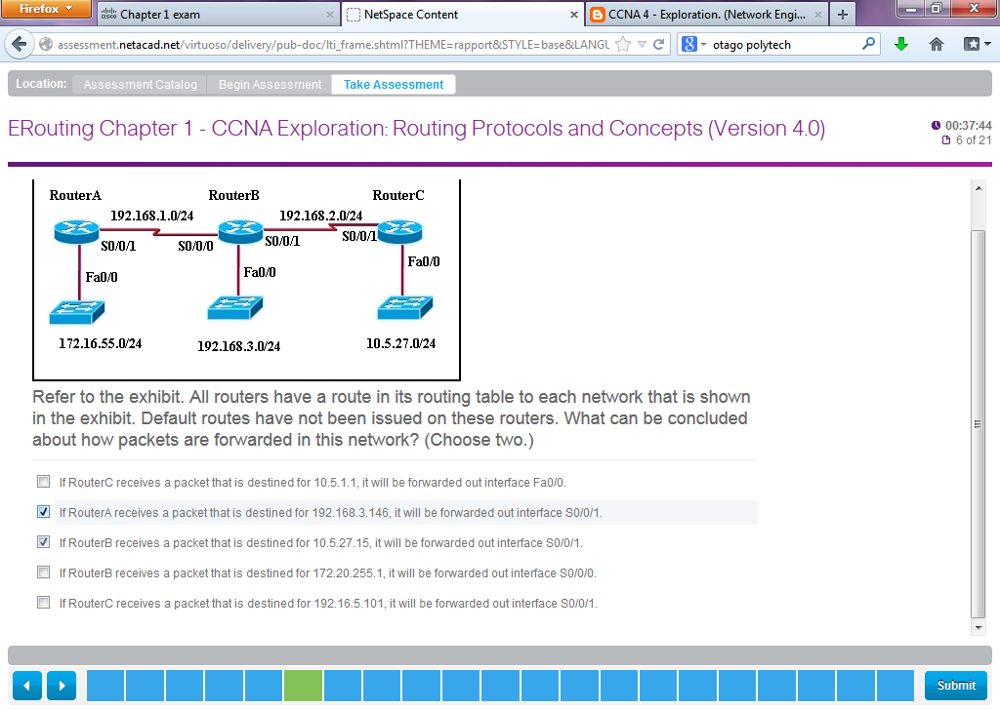 Firefox
Chapter 1 exam
NetSpace Content
CCNA 4 - Exploration. (Network Engi...
assessment.netacad.net/virtuoso/delivery/pub-doc/lti_frame.shtml?THEME=rapport&STYLE=base&LANGU
otago polytech
Location: Assessment Catalog Begin Assessment Take Assessment
ERouting Chapter 1 - CCNA Exploration: Routing Protocols and Concepts (Version 4.0)
00:37:44
6 of 21
RouterA RouterB RouterC
192.168.1.0/24 192.168.2.0/24
S0/0/1 S0/0/0 S0/0/1 S0/0/1
Fa0/0 Fa0/0 Fa0/0
172.16.55.0/24 192.168.3.0/24 10.5.27.0/24
Refer to the exhibit. All routers have a route in its routing table to each network that is shown
in the exhibit. Default routes have not been issued on these routers. What can be concluded
about how packets are forwarded in this network? (Choose two.)
If RouterC receives a packet that is destined for 10.5.1.1, it will be forwarded out interface Fa0/0.
If RouterA receives a packet that is destined for 192.168.3.146, it will be forwarded out interface S0/0/1.
If RouterB receives a packet that is destined for 10.5.27.15, it will be forwarded out interface S0/0/1.
If RouterB receives a packet that is destined for 172.20.255.1, it will be forwarded out interface S0/0/0.
If RouterC receives a packet that is destined for 192.16.5.101, it will be forwarded out interface S0/0/1.
Submit